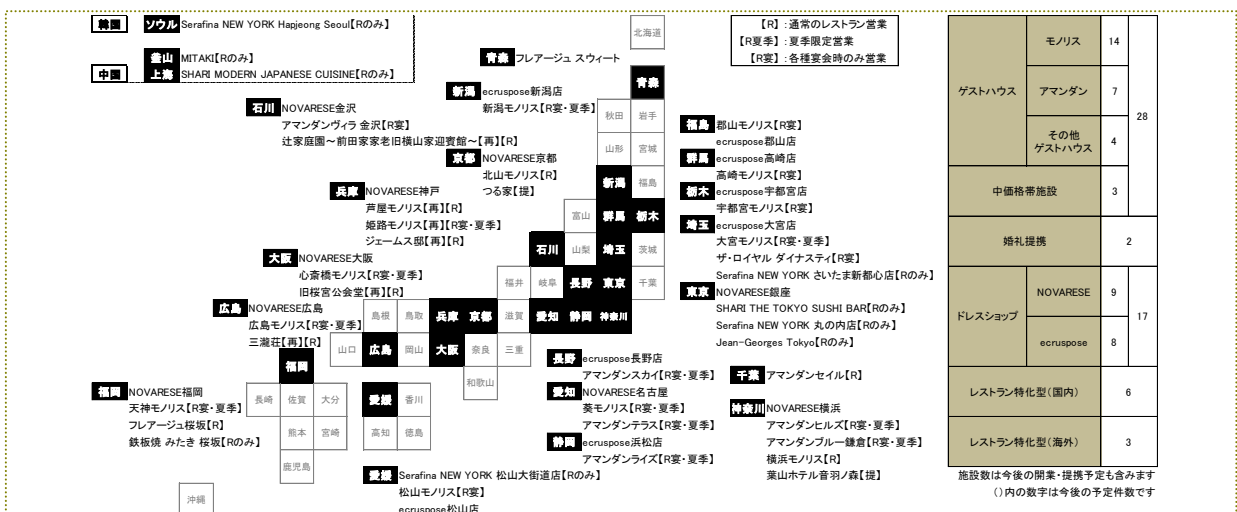 韓国 ソウル Serafina NEW YORK Hapjeong Seoul【Rのみ】
釜山 MITAKI【Rのみ】
中国 上海 SHARI MODERN JAPANESE CUISINE【Rのみ】
【R】:通常のレストラン営業
【R夏季】:夏季限定営業
【R宴】:各種宴会時のみ営業
青森 フレアージュ スウィート
新潟 ecruspose新潟店
新潟モノリス【R宴・夏季】
石川 NOVARESE金沢
アマンダンヴィラ 金沢【R宴】
辻家庭園~前田家家老旧横山家迎賓館~【再】【R】
京都 NOVARESE京都
北山モノリス【R】
つる家【提】
兵庫 NOVARESE神戸
芦屋モノリス【再】【R】
姫路モノリス【再】【R宴・夏季】
ジェームス邸【再】【R】
大阪 NOVARESE大阪
心斎橋モノリス【R宴・夏季】
旧桜宮公会堂【再】【R】
広島 NOVARESE広島
広島モノリス【R宴・夏季】
三瀧荘【再】【R】
福岡 NOVARESE福岡
天神モノリス【R宴・夏季】
フレアージュ桜坂【R】
鉄板焼 みたき 桜坂【Rのみ】
北海道
青森
秋田 岩手
山形 宮城
新潟 福島
富山 群馬 栃木
石川 山梨 埼玉 茨城
福井 岐阜 長野 東京 千葉
島根 鳥取 兵庫 京都 滋賀 愛知 静岡 神奈川
山口 広島 岡山 大阪 奈良 三重
福岡
和歌山
長崎 佐賀 大分 愛媛 香川
熊本 宮崎 高知 徳島
鹿児島
沖縄
福島 郡山モノリス【R宴】
ecruspose郡山店
群馬 ecruspose高崎店
高崎モノリス【R宴】
栃木 ecruspose宇都宮店
宇都宮モノリス【R宴】
埼玉 ecruspose大宮店
大宮モノリス【R宴・夏季】
ザ・ロイヤル ダイナスティ【R宴】
Serafina NEW YORK さいたま新都心店【Rのみ】
東京 NOVARESE銀座
SHARI THE TOKYO SUSHI BAR【Rのみ】
Serafina NEW YORK 丸の内店【Rのみ】
Jean-Georges Tokyo【Rのみ】
長野 ecruspose長野店
アマンダンスカイ【R宴・夏季】
愛知 NOVARESE名古屋
葵モノリス【R宴・夏季】
アマンダンテラス【R宴・夏季】
静岡 ecruspose浜松店
アマンダンライズ【R宴・夏季】
千葉 アマンダンセイル【R】
神奈川 NOVARESE横浜
アマンダンヒルズ【R宴・夏季】
アマンダンブルー鎌倉【R宴・夏季】
横浜モノリス【R】
葉山ホテル音羽ノ森【提】
愛媛 Serafina NEW YORK 松山大街道店【Rのみ】
松山モノリス【R宴】
ecruspose松山店
ゲストハウス モノリス 14 28
アマンダン 7
その他
ゲストハウス 4
中価格帯施設 3
婚礼提携 2
ドレスショップ NOVARESE 9 17
ecruspose 8
レストラン特化型(国内) 6
レストラン特化型(海外) 3
施設数は今後の開業・提携予定も含みます
()内の数字は今後の予定件数です